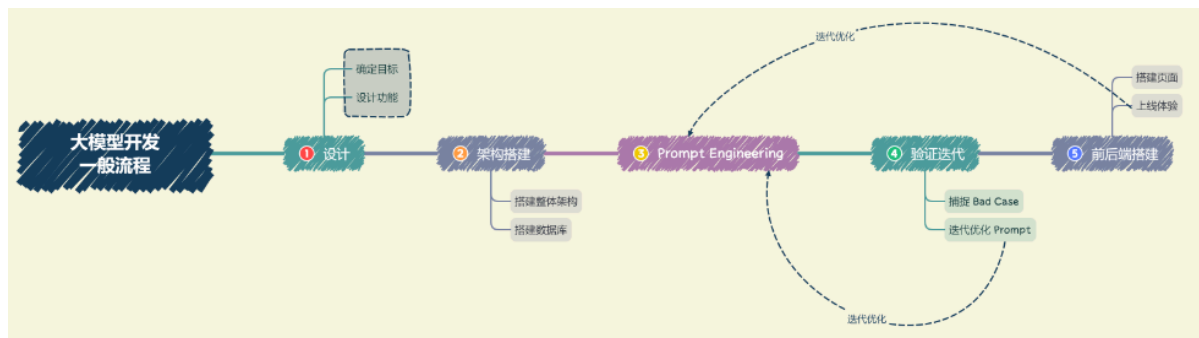 大模型开发
一般流程
1 设计
确定目标
设计功能
2 架构搭建
搭建整体架构
搭建数据库
3 Prompt Engineering
4 验证迭代
捕捉 Bad Case
迭代优化 Prompt
迭代优化
5 前后端搭建
搭建页面
上线体验
迭代优化